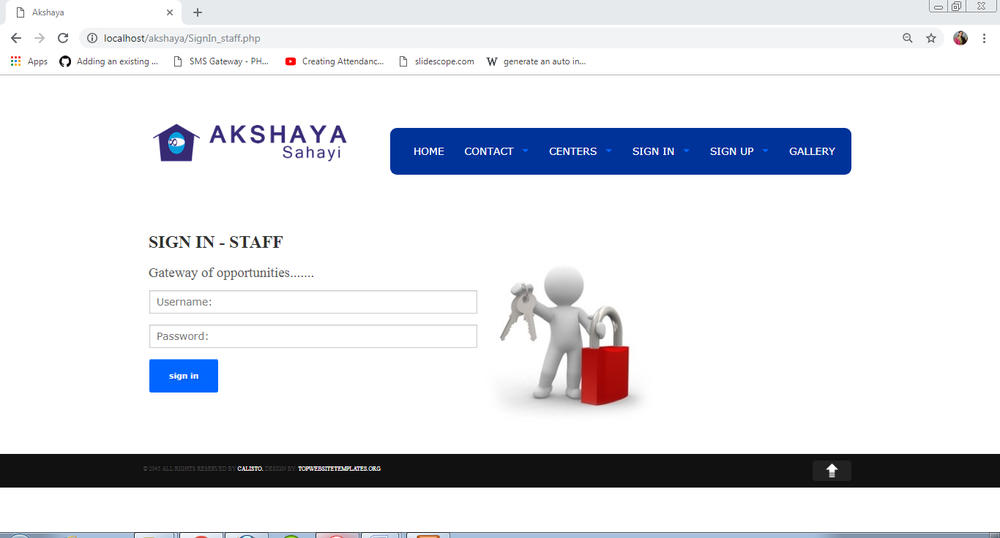 Akshaya
localhost/akshaya/SignIn_staff.php
Apps Adding an existing ... SMS Gateway - PH... Creating Attendanc... slidescope.com generate an auto in...
AKSHAYA
Sahayi
HOME CONTACT CENTERS SIGN IN SIGN UP GALLERY
SIGN IN - STAFF
Gateway of opportunities.......
Username:
Password:
sign in
© 2045 ALL RIGHTS RESERVED BY CALISTO. DESIGN BY: TOPWEBSITETEMPLATES.ORG